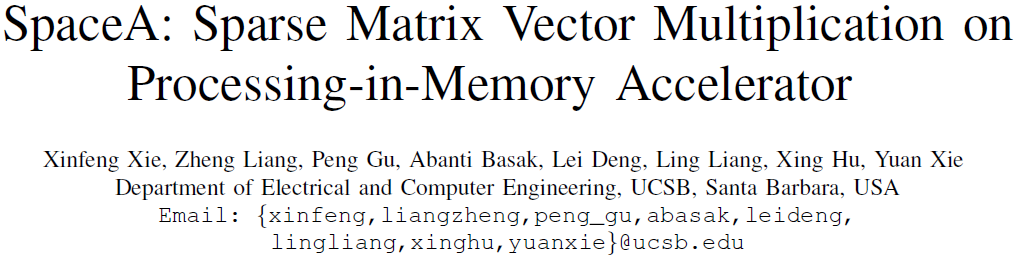 SpaceA: Sparse Matrix Vector Multiplication on
Processing-in-Memory Accelerator
Xinfeng Xie, Zheng Liang, Peng Gu, Abanti Basak, Lei Deng, Ling Liang, Xing Hu, Yuan Xie
Department of Electrical and Computer Engineering, UCSB, Santa Barbara, USA
Email: {xinfeng,liangzheng,peng_gu,abasak,leideng,
lingliang,xinghu,yuanxie}@ucsb.edu